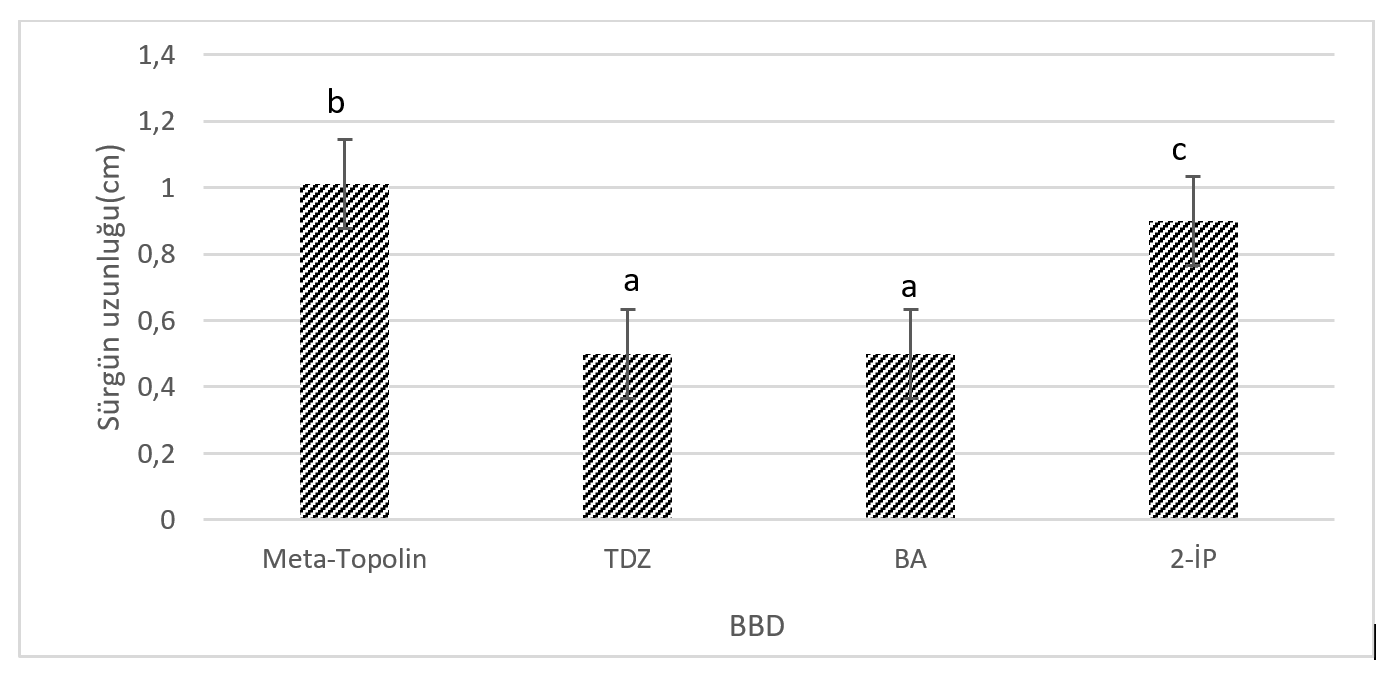 1,4
b
1,2
c
1
0,8
a
a
0,6
0,4
0,2
0
Sürgün uzunluğu(cm)
Meta-Topolin TDZ BA 2-İP
BBD